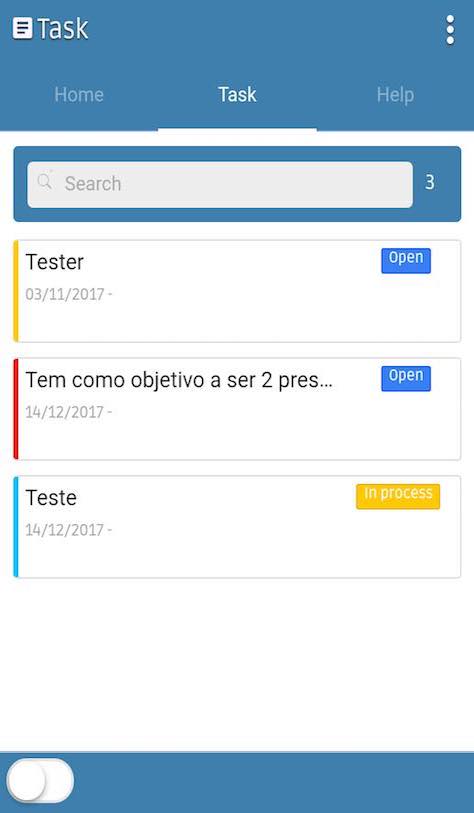 Task
Home Task Help
Search 3
Tester Open
03/11/2017 -
Tem como objetivo a ser 2 pres... Open
14/12/2017 -
Teste In process
14/12/2017 -